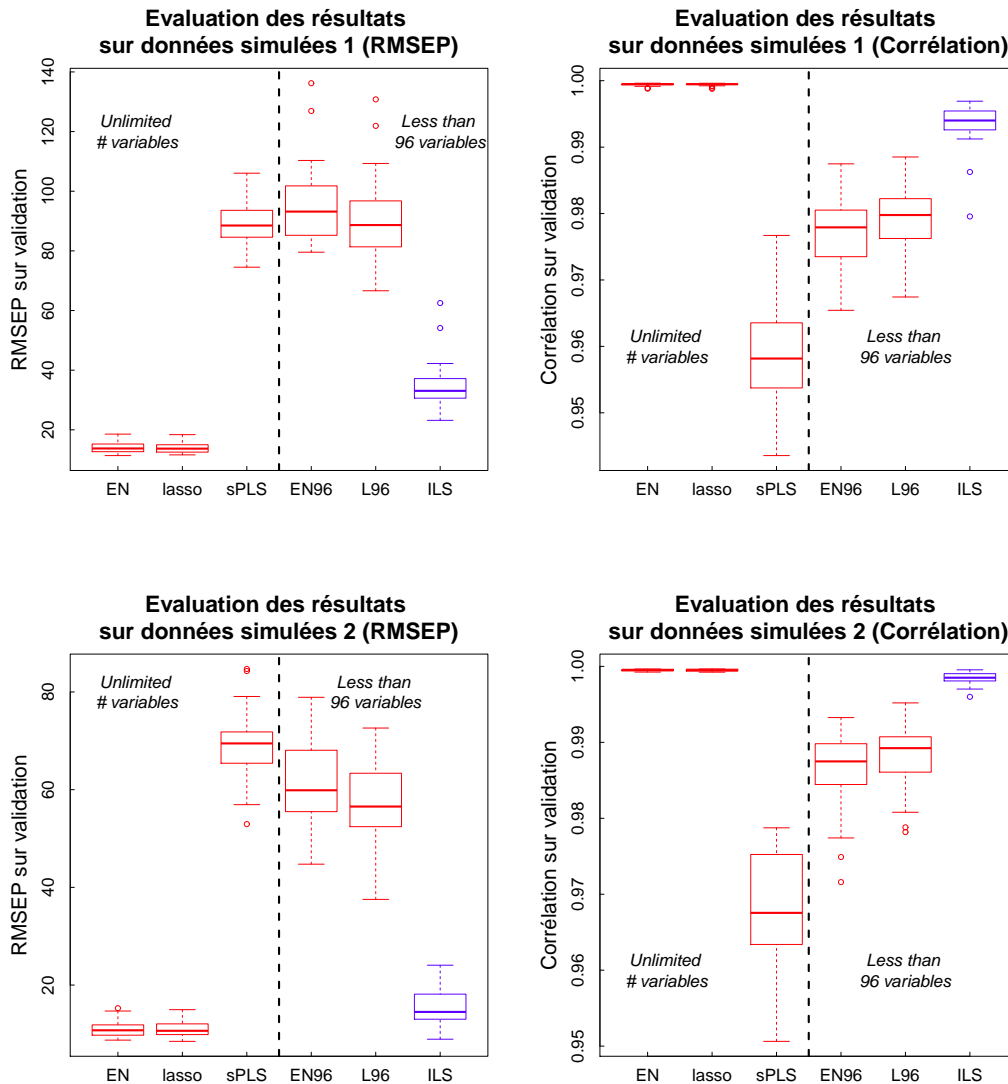 Evaluation des résultats
sur données simulées 1 (RMSEP)
RMSEP sur validation
140
120
100
80
60
40
20
Unlimited
# variables
Less than
96 variables
EN lasso sPLS EN96 L96 ILS
Evaluation des résultats
sur données simulées 1 (Corrélation)
Corrélation sur validation
1.00
0.99
0.98
0.97
0.96
0.95
Unlimited
# variables
Less than
96 variables
EN lasso sPLS EN96 L96 ILS
Evaluation des résultats
sur données simulées 2 (RMSEP)
RMSEP sur validation
80
60
40
20
Unlimited
# variables
Less than
96 variables
EN lasso sPLS EN96 L96 ILS
Evaluation des résultats
sur données simulées 2 (Corrélation)
Corrélation sur validation
1.00
0.99
0.98
0.97
0.96
0.95
Unlimited
# variables
Less than
96 variables
EN lasso sPLS EN96 L96 ILS